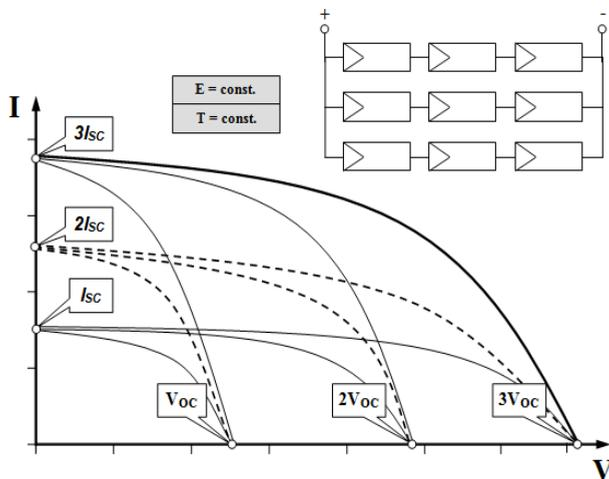 + -
E = const.
T = const.
I
3ISC
2ISC
ISC
VOC
2VOC
3VOC
V